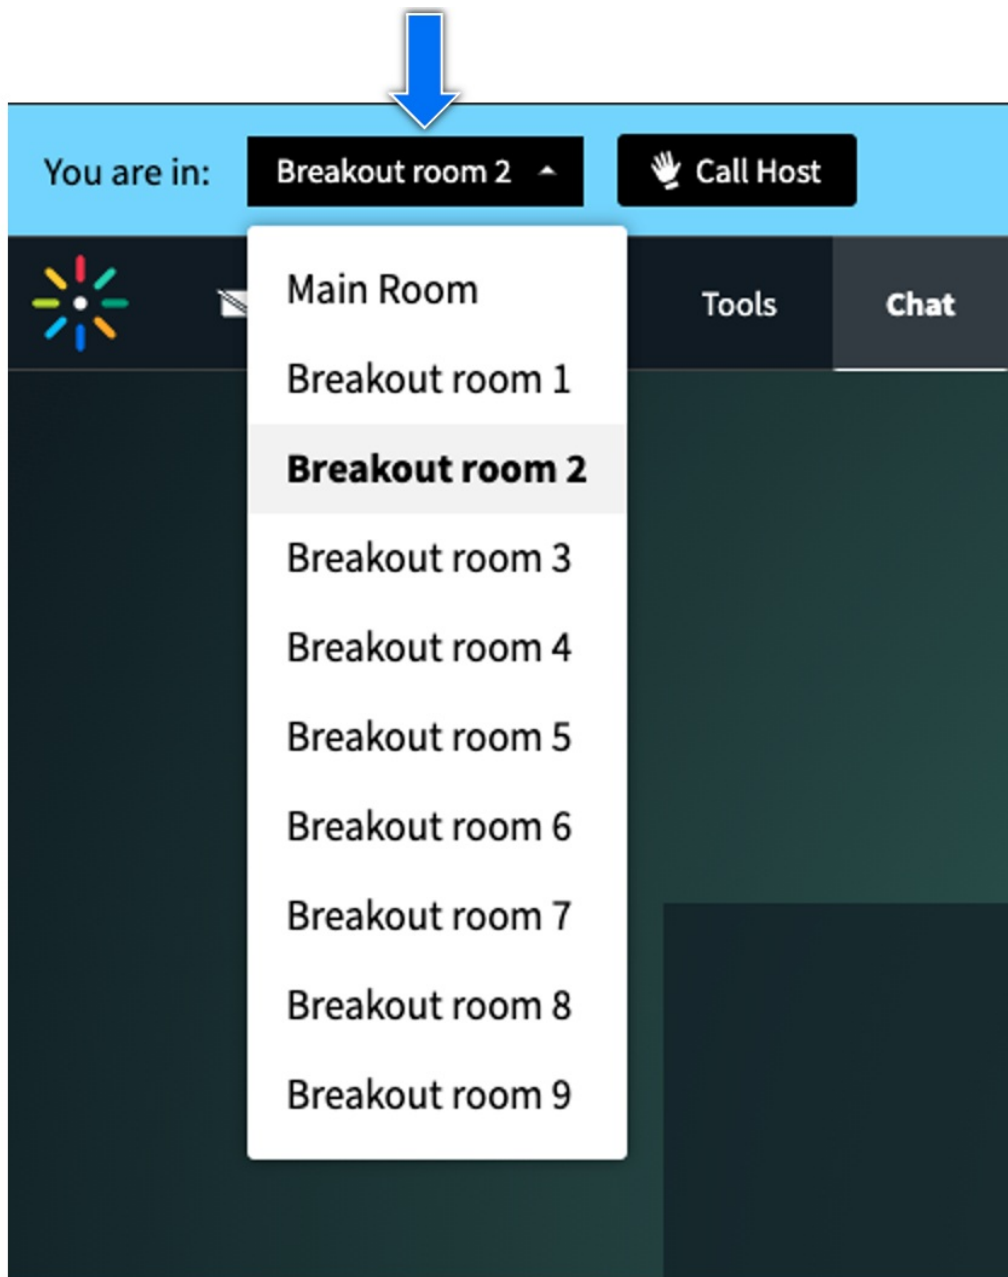 You are in: Breakout room 2 Call Host
Tools Chat
Main Room
Breakout room 1
Breakout room 2
Breakout room 3
Breakout room 4
Breakout room 5
Breakout room 6
Breakout room 7
Breakout room 8
Breakout room 9